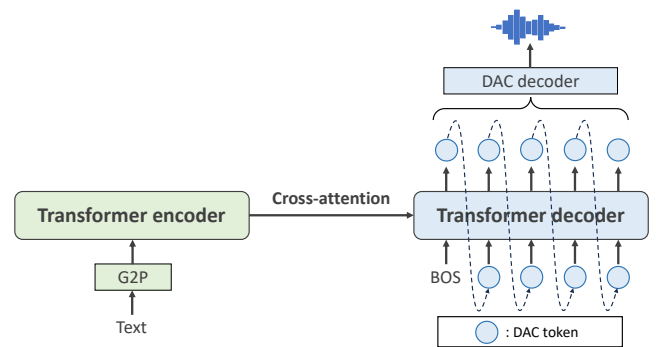 DAC decoder
Cross-attention
Transformer encoder
Transformer decoder
G2P
BOS
Text
: DAC token